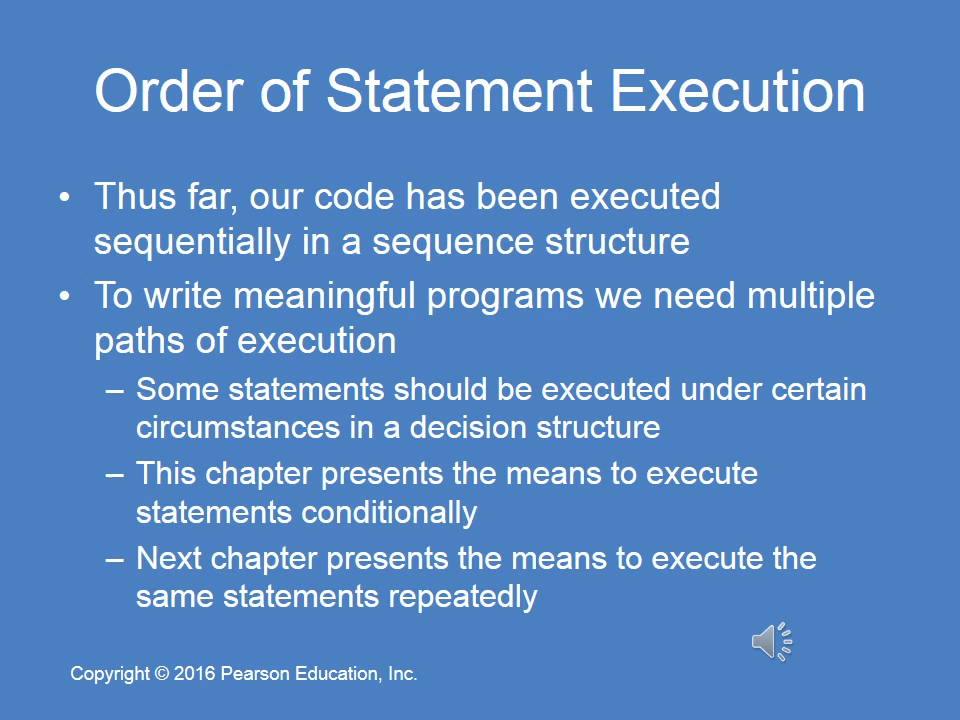 Order of Statement Execution
• Thus far, our code has been executed
sequentially in a sequence structure
• To write meaningful programs we need multiple
paths of execution
– Some statements should be executed under certain
circumstances in a decision structure
– This chapter presents the means to execute
statements conditionally
– Next chapter presents the means to execute the
same statements repeatedly
Copyright © 2016 Pearson Education, Inc.